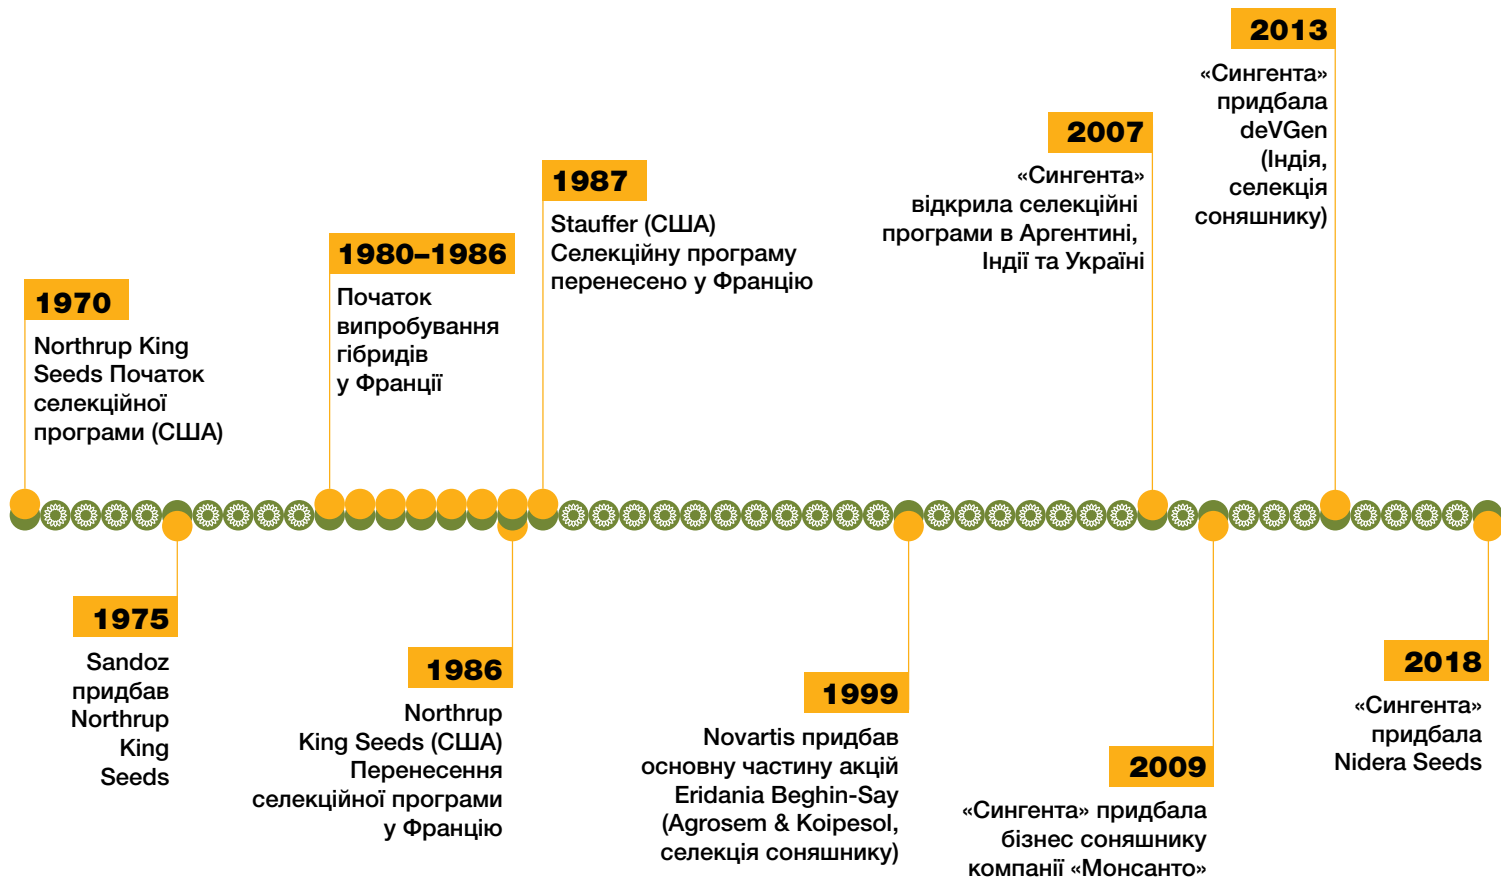 1970
Northrup King
Seeds Початок
селекційної
програми (США)
1975
Sandoz
придбав
Northrup
King
Seeds
1980–1986
Початок
випробування
гібридів
у Франції
1986
Northrup
King Seeds (США)
Перенесення
селекційної програми
у Францію
1987
Stauffer (США)
Селекційну програму
перенесено у Францію
1999
Novartis придбав
основну частину акцій
Eridania Beghin-Say
(Agrosem & Koipesol,
селекція соняшнику)
2007
«Сингента»
відкрила селекційні
програми в Аргентині,
Індії та Україні
2009
«Сингента» придбала
бізнес соняшнику
компанії «Монсанто»
2013
«Сингента»
придбала
deVGen
(Індія,
селекція
соняшнику)
2018
«Сингента»
придбала
Nidera Seeds